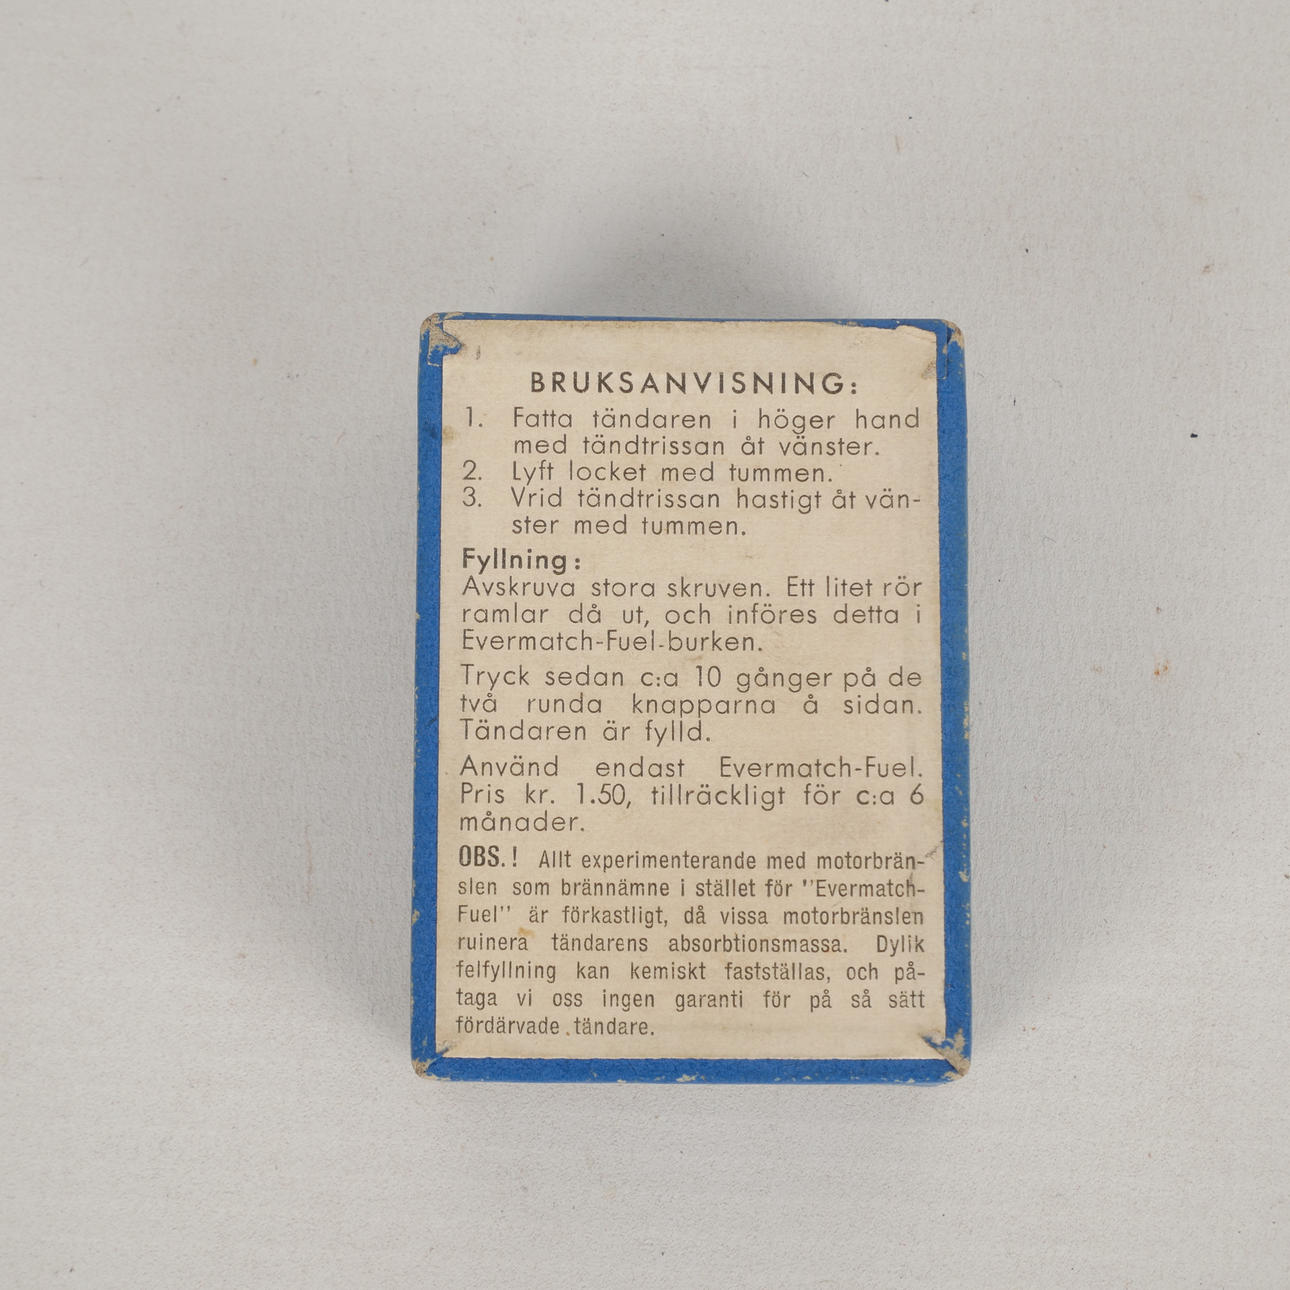 BRUKSANVISNING:
1. Fatta tändaren i höger hand
med tändtrissan åt vänster.
2. Lyft locket med tummen.
3. Vrid tändtrissan hastigt åt vän-
ster med tummen.
Fyllning:
Avskruva stora skruven. Ett litet rör
ramlar då ut, och införes detta i
Evermatch-Fuel-burken.
Tryck sedan c:a 10 gånger på de
två runda knapparna å sidan.
Tändaren är fylld.
Använd endast Evermatch-Fuel.
Pris kr. 1.50, tillräckligt för c:a 6
månader.
OBS.! Allt experimenterande med motorbrän-
slen som brännämne i stället för "Evermatch-
Fuel" är förkastligt, då vissa motorbränslen
ruinera tändarens absorbtionsmassa. Dylik
felfyllning kan kemiskt fastställas, och på-
taga vi oss ingen garanti för på så sätt
fördärvade tändare.